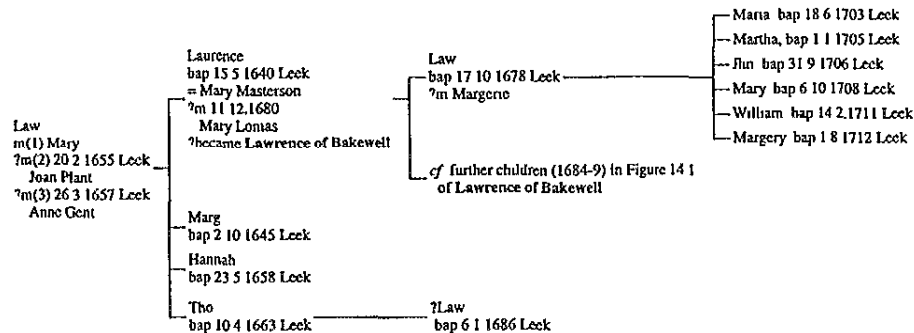 Law
m(1) Mary
?m(2) 20 2 1655 Leek
Joan Plant
?m(3) 26 3 1657 Leek
Anne Gent
Laurence
bap 15 5 1640 Leek
= Mary Masterson
?m 11 12.1680
Mary Lomas
?became Lawrence of Bakewell
Marg
bap 2 10 1645 Leek
Hannah
bap 23 5 1658 Leek
Tho
bap 10 4 1663 Leek
Law
bap 17 10 1678 Leek
?m Margerie
cf further children (1684-9) in Figure 14 1
of Lawrence of Bakewell
?Law
bap 6 1 1686 Leek
Maria bap 18 6 1703 Leek
Martha, bap 1 1 1705 Leek
bap 31 9 1706 Leek
Mary bap 6 10 1708 Leek
William bap 14 2.1711 Leek
Margery bap 1 8 1712 Leek